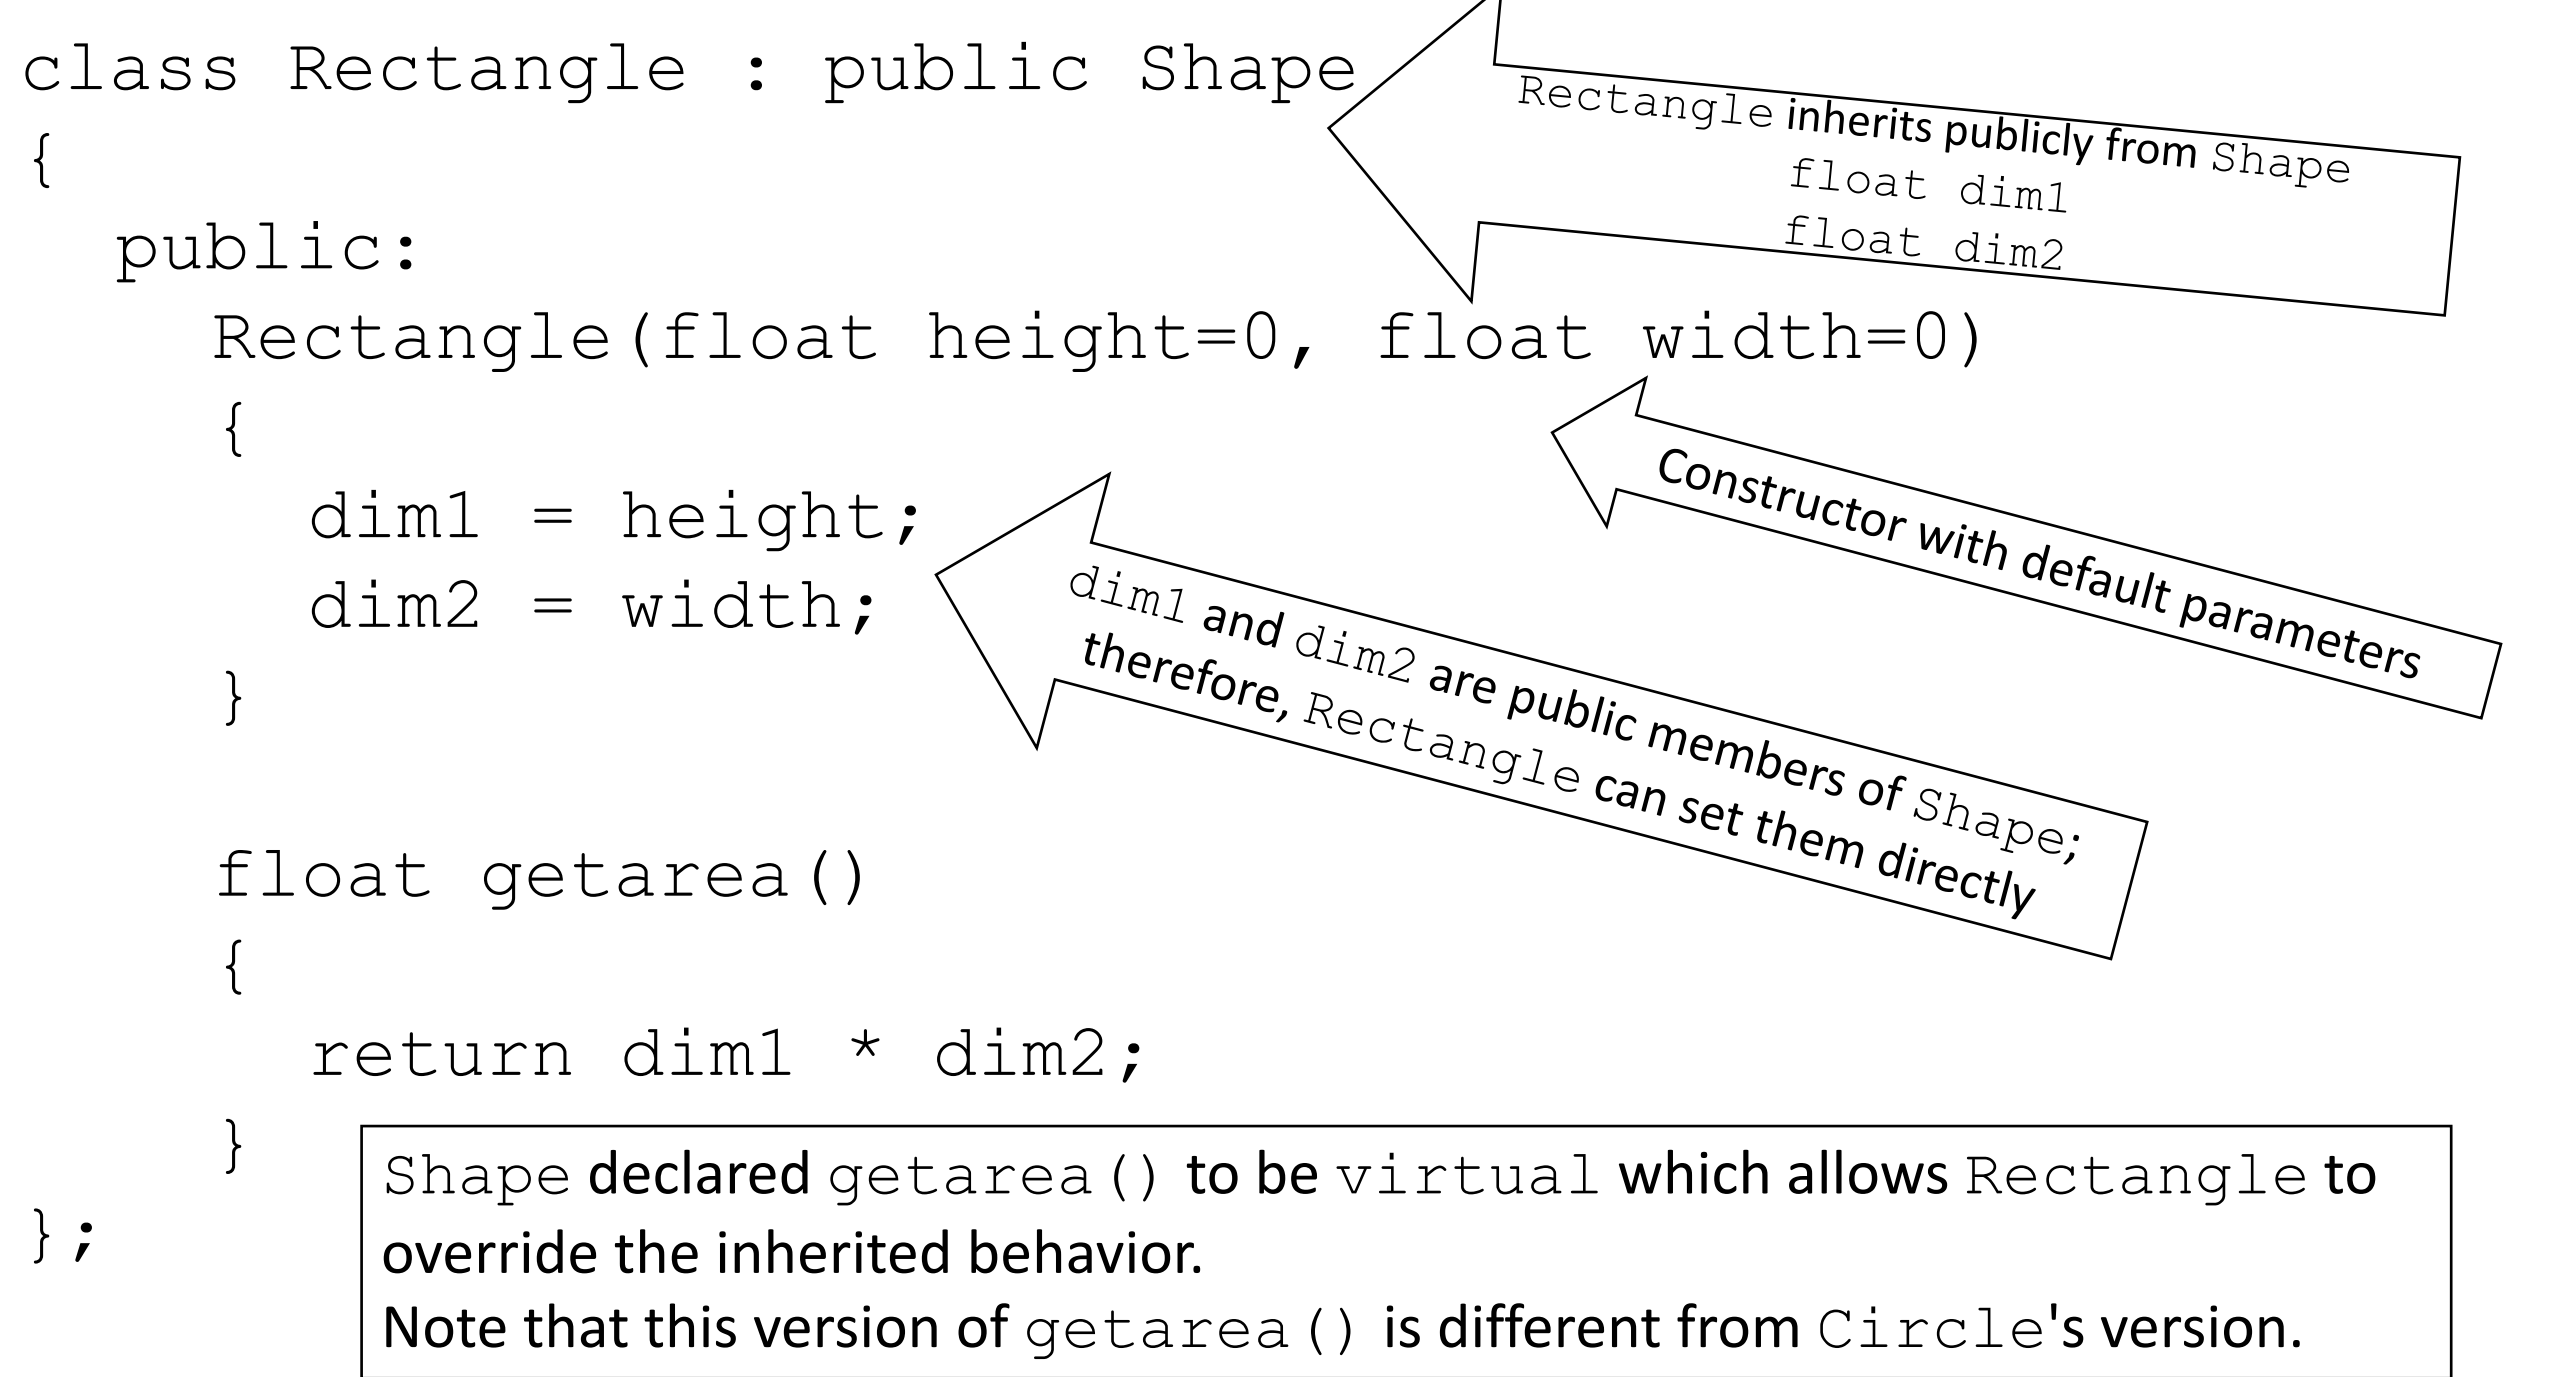 class Rectangle : public Shape
Rectangle inherits publicly from Shape
float dim1
float dim2
{
public:
Rectangle(float height=0, float width=0)
Constructor with default parameters
{
dim1 = height;
dim2 = width;
dim1 and dim2 are public members of Shape;
therefore, Rectangle can set them directly
}
float getarea()
{
return dim1 * dim2;
}
};
Shape declared getarea() to be virtual which allows Rectangle to
override the inherited behavior.
Note that this version of getarea() is different from Circle's version.